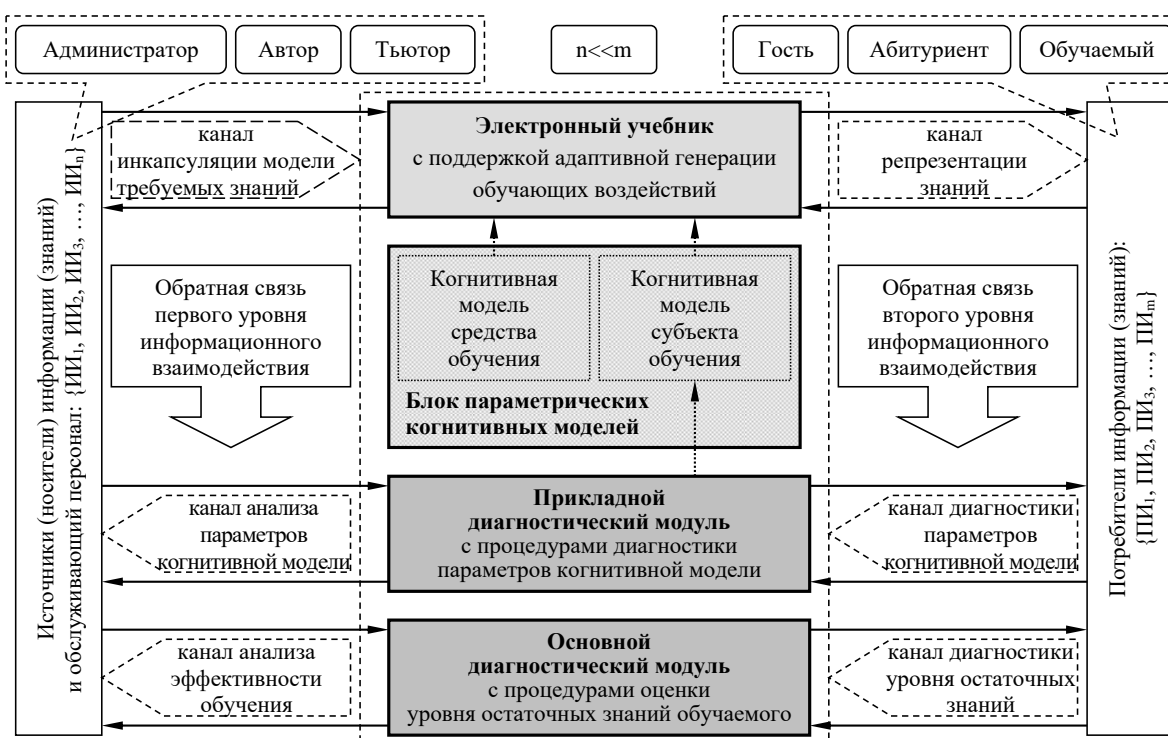 Администратор
Автор
Тьютор
n<<m
Гость
Абитуриент
Обучаемый
Источники (носители) информации (знаний)
и обслуживающий персонал: {ИИ₁, ИИ₂, ИИ₃, …, ИИₙ}
канал
инкапсуляции модели
требуемых знаний
Электронный учебник
с поддержкой адаптивной генерации
обучающих воздействий
канал
репрезентации
знаний
Потребители информации (знаний):
{ПИ₁, ПИ₂, ПИ₃, …, ПИₘ}
Обратная связь
первого уровня
информационного
взаимодействия
Когнитивная
модель
средства
обучения
Когнитивная
модель
субъекта
обучения
Блок параметрических
когнитивных моделей
Обратная связь
второго уровня
информационного
взаимодействия
канал анализа
параметров
когнитивной модели
Прикладной
диагностический модуль
с процедурами диагностики
параметров когнитивной модели
канал диагностики
параметров
когнитивной модели
канал анализа
эффективности
обучения
Основной
диагностический модуль
с процедурами оценки
уровня остаточных знаний обучаемого
канал диагностики
уровня остаточных
знаний